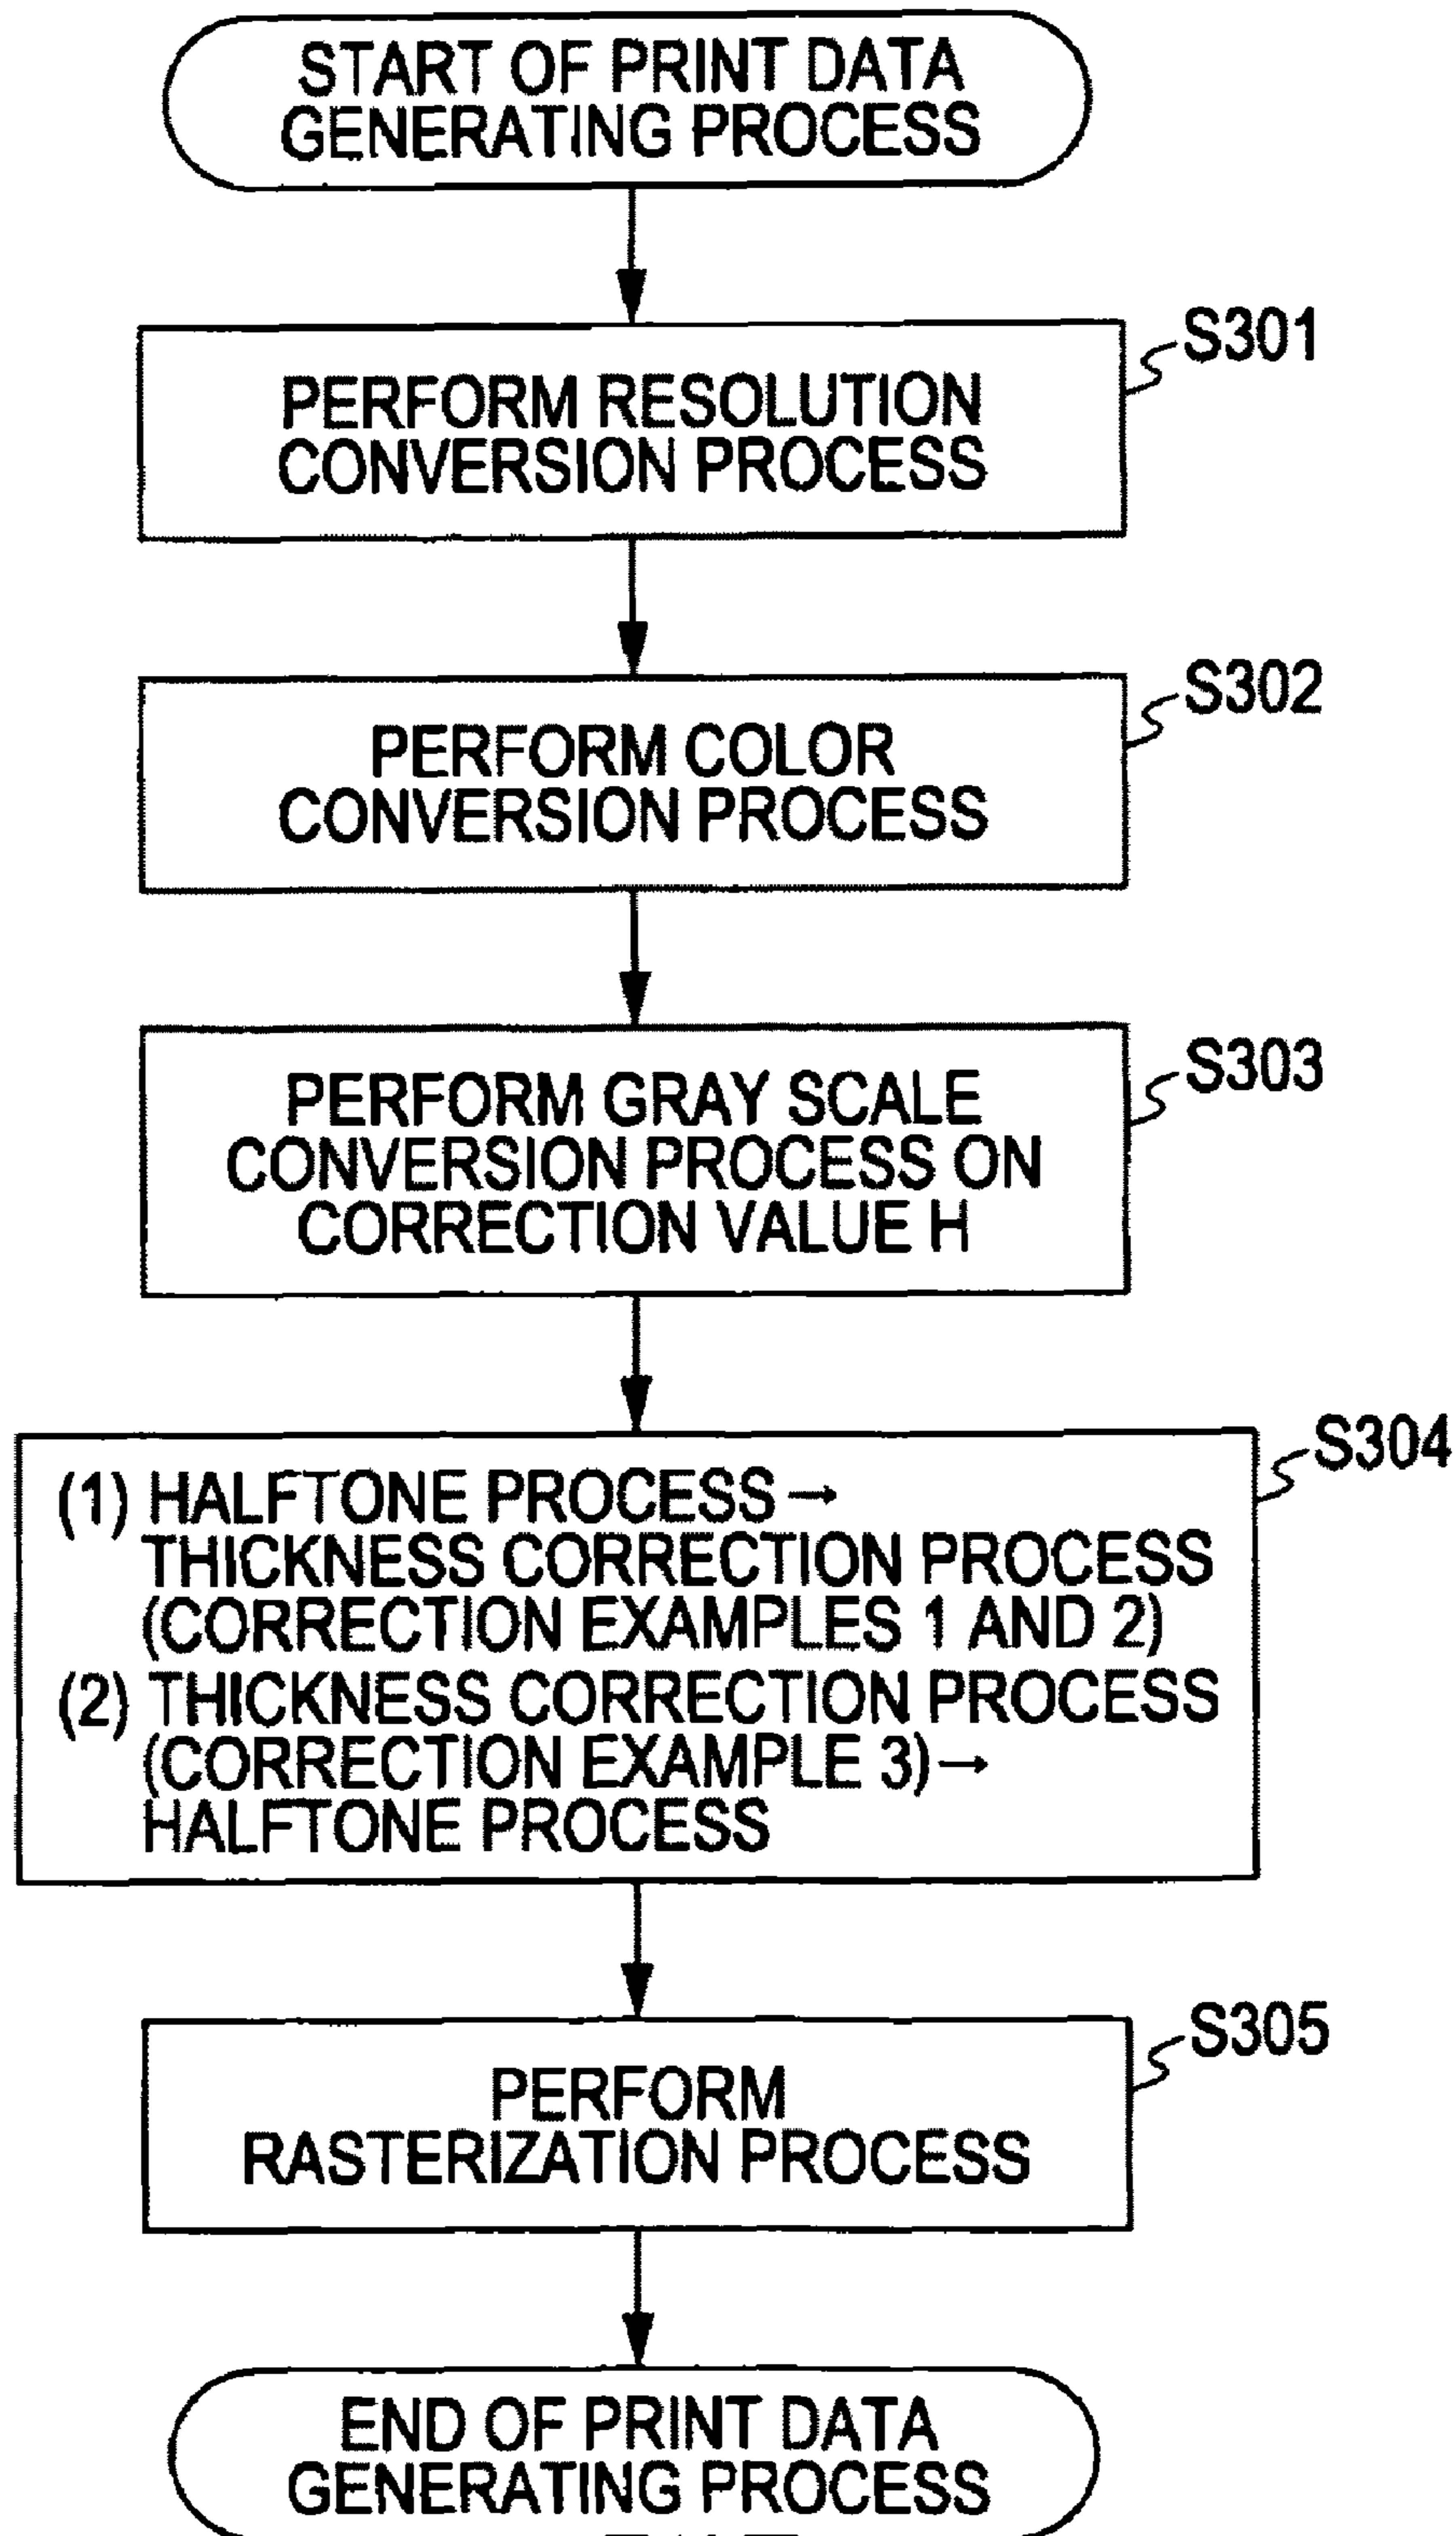 START OF PRINT DATA
GENERATING PROCESS
S301
PERFORM RESOLUTION
CONVERSION PROCESS
S302
PERFORM COLOR
CONVERSION PROCESS
S303
PERFORM GRAY SCALE
CONVERSION PROCESS ON
CORRECTION VALUE H
S304
(1) HALFTONE PROCESS→
THICKNESS CORRECTION PROCESS
(CORRECTION EXAMPLES 1 AND 2)
(2) THICKNESS CORRECTION PROCESS
(CORRECTION EXAMPLE 3)→
HALFTONE PROCESS
S305
PERFORM
RASTERIZATION PROCESS
END OF PRINT DATA
GENERATING PROCESS